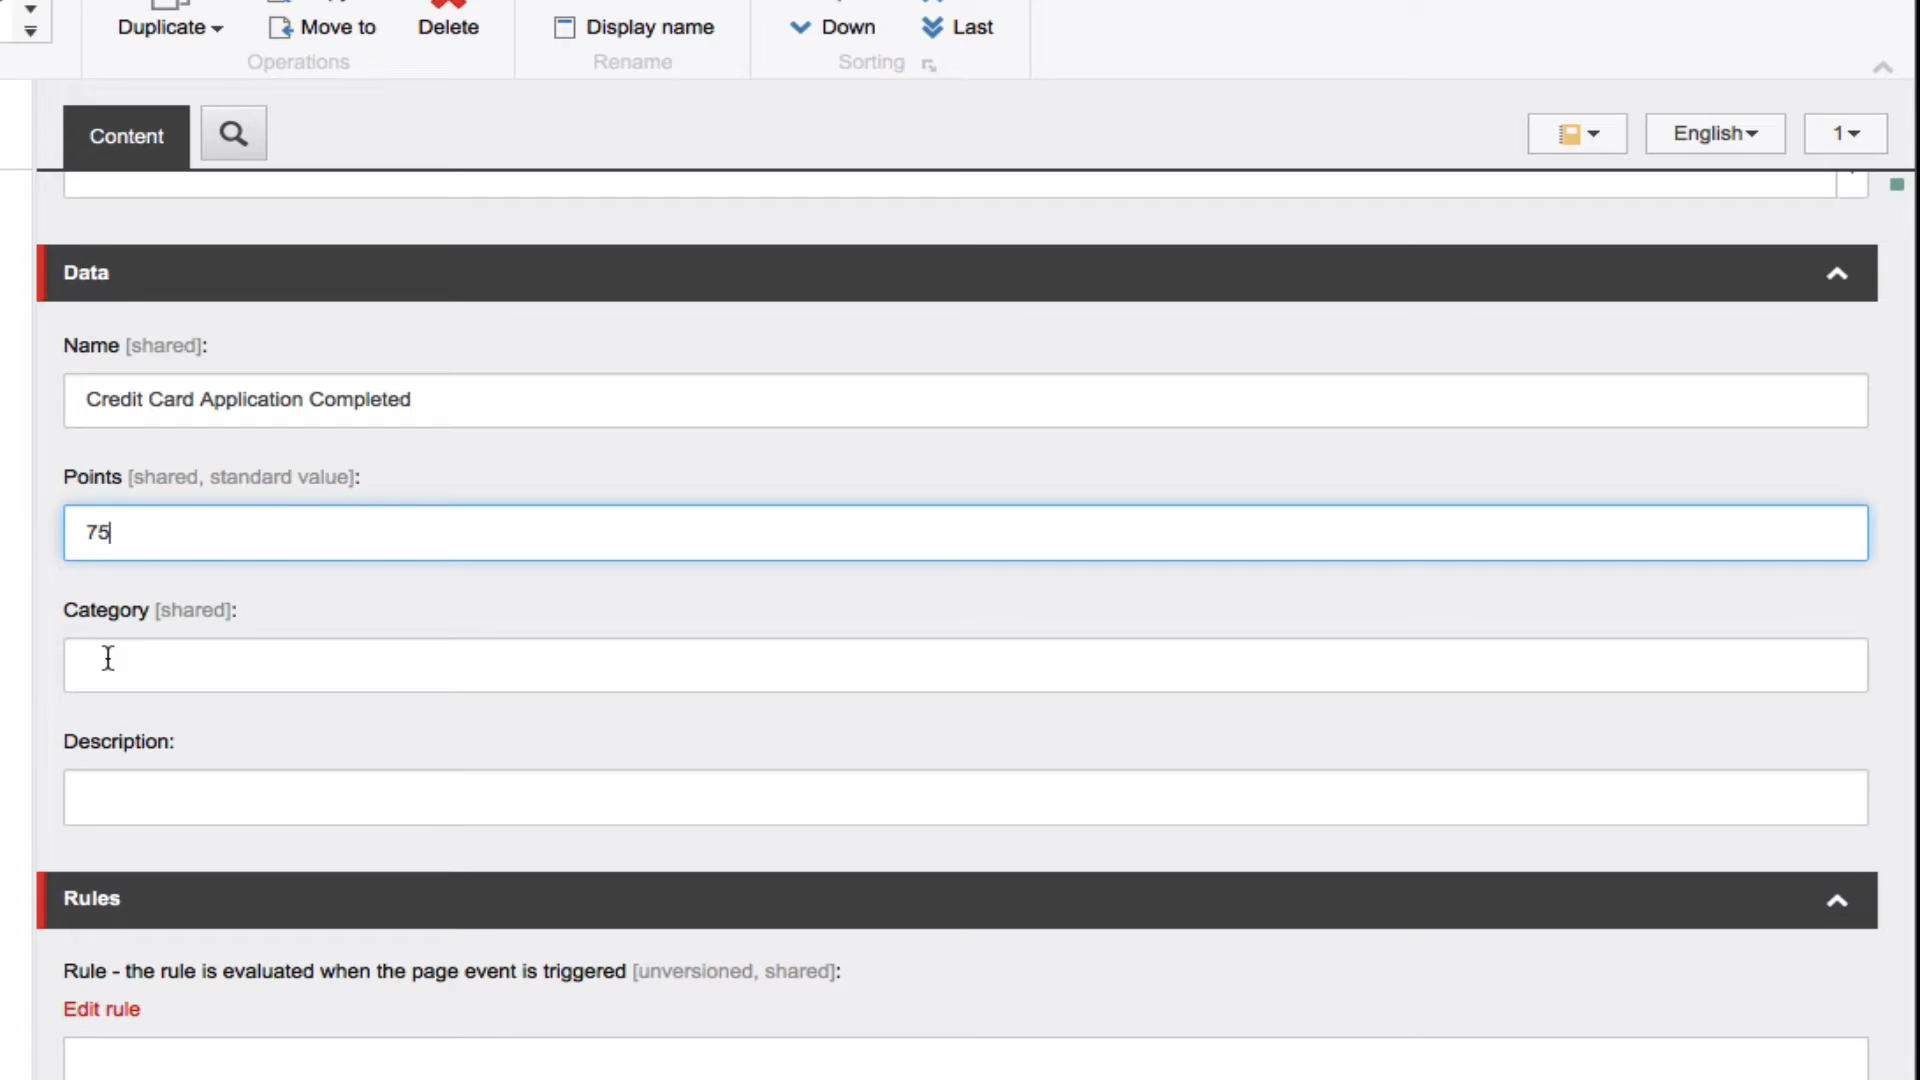 Duplicate
Move to
Delete
Display name
Down
Last
Operations
Rename
Sorting
Content
English
1
Data
Name [shared]:
Credit Card Application Completed
Points [shared, standard value]:
75
Category [shared]:
Description:
Rules
Rule - the rule is evaluated when the page event is triggered [unversioned, shared]:
Edit rule